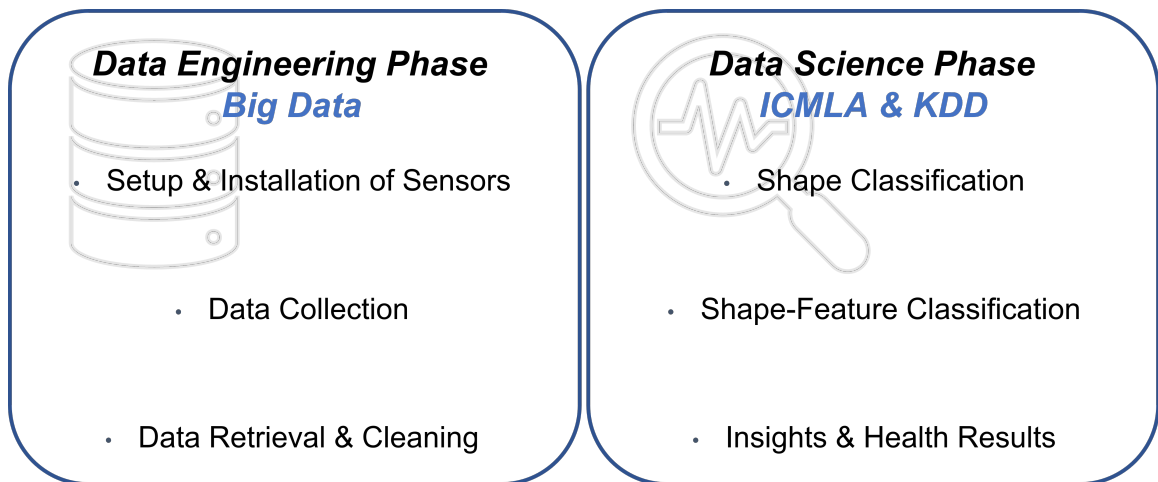 Data Engineering Phase
Big Data
• Setup & Installation of Sensors
• Data Collection
• Data Retrieval & Cleaning
Data Science Phase
ICMLA & KDD
• Shape Classification
• Shape-Feature Classification
• Insights & Health Results